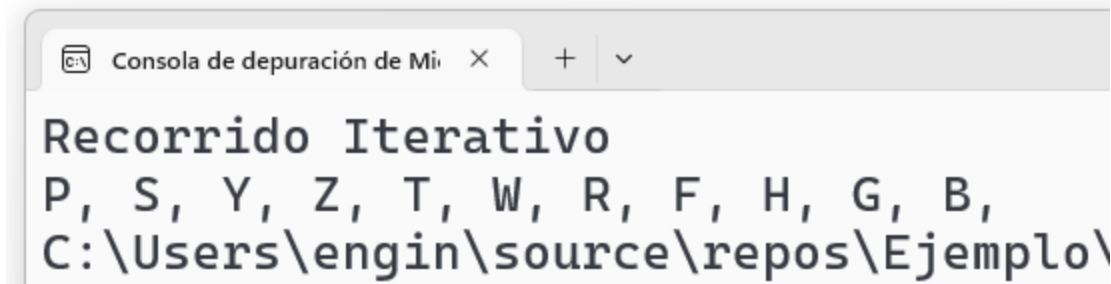 Consola de depuración de Mi
Recorrido Iterativo
P, S, Y, Z, T, W, R, F, H, G, B,
C:\Users\engin\source\repos\Ejemplo\